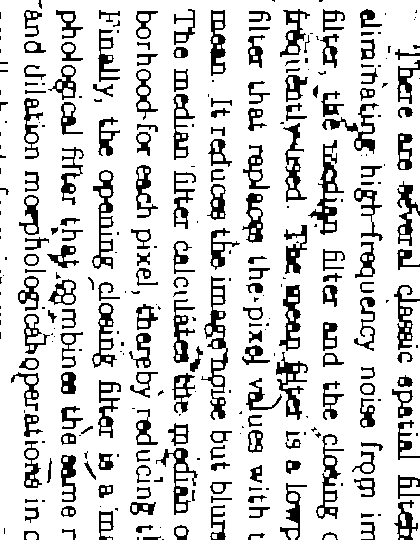 There are several classic spatial filters
eliminating high frequency noise from im
filter, the median filter and the closing
frequently used. The mean filter is a lowp
filter that replaces the pixel values with t
mean. It reduces the image noise but blurs
The median filter calculates the median o
borhood for each pixel, thereby reducing t
Finally, the opening closing filter is a m
phological filter that combines the same
and dilation morphological operations in